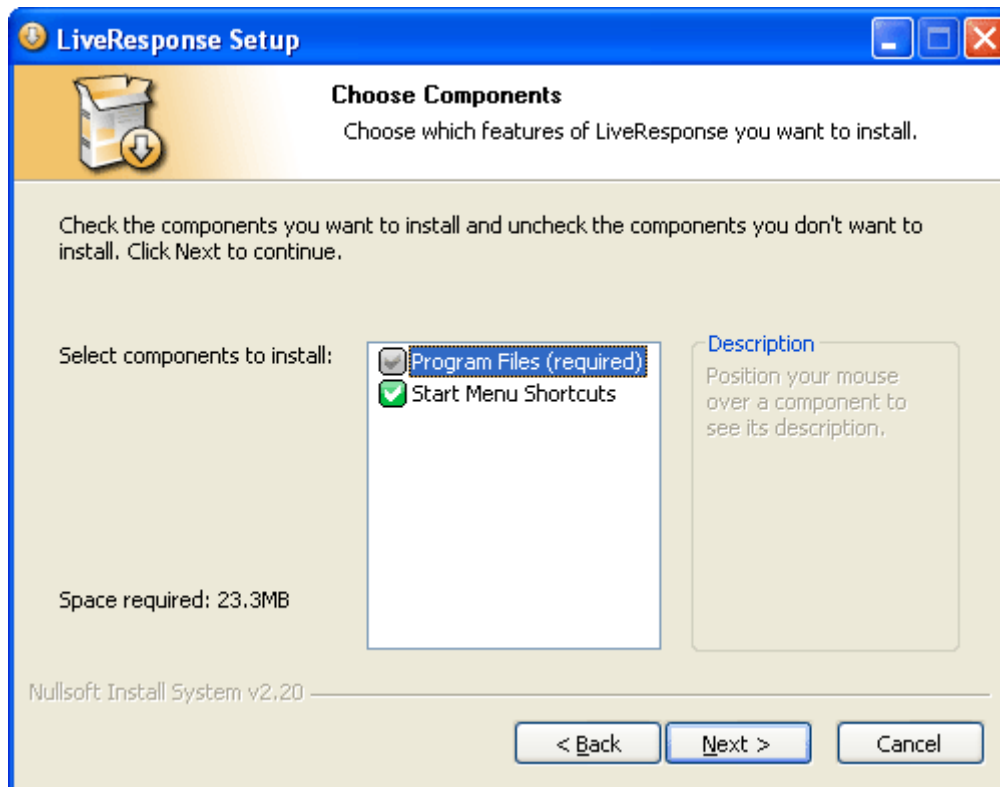 LiveResponse Setup
Choose Components
Choose which features of LiveResponse you want to install.
Check the components you want to install and uncheck the components you don't want to
install. Click Next to continue.
Select components to install:
Program Files (required)
Start Menu Shortcuts
Description
Position your mouse
over a component to
see its description.
Space required: 23.3MB
Nullsoft Install System v2.20
< Back
Next >
Cancel